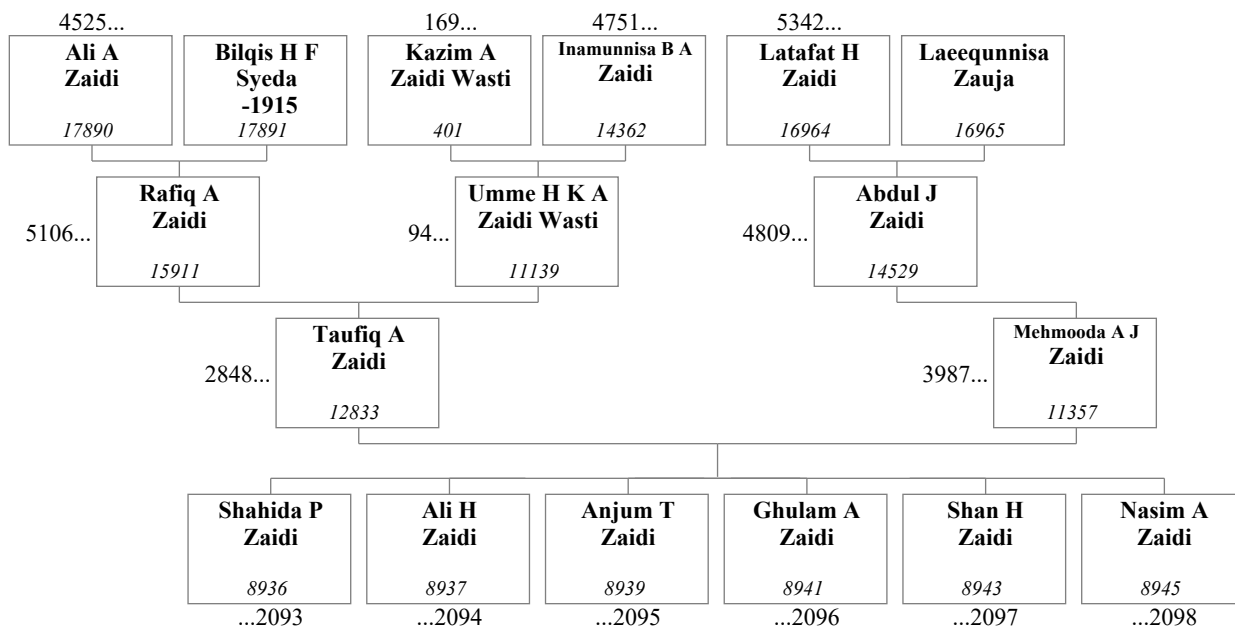 4525...
169...
4751...
5342...
Ali A
Zaidi
17890
Bilqis H F
Syeda
-1915
17891
Kazim A
Zaidi Wasti
401
Inamunnisa B A
Zaidi
14362
Latafat H
Zaidi
16964
Laeequnnisa
Zauja
16965
5106...
Rafiq A
Zaidi
15911
94...
Umme H K A
Zaidi Wasti
11139
4809...
Abdul J
Zaidi
14529
2848...
Taufiq A
Zaidi
12833
3987...
Mehmooda A J
Zaidi
11357
Shahida P
Zaidi
8936
...2093
Ali H
Zaidi
8937
...2094
Anjum T
Zaidi
8939
...2095
Ghulam A
Zaidi
8941
...2096
Shan H
Zaidi
8943
...2097
Nasim A
Zaidi
8945
...2098